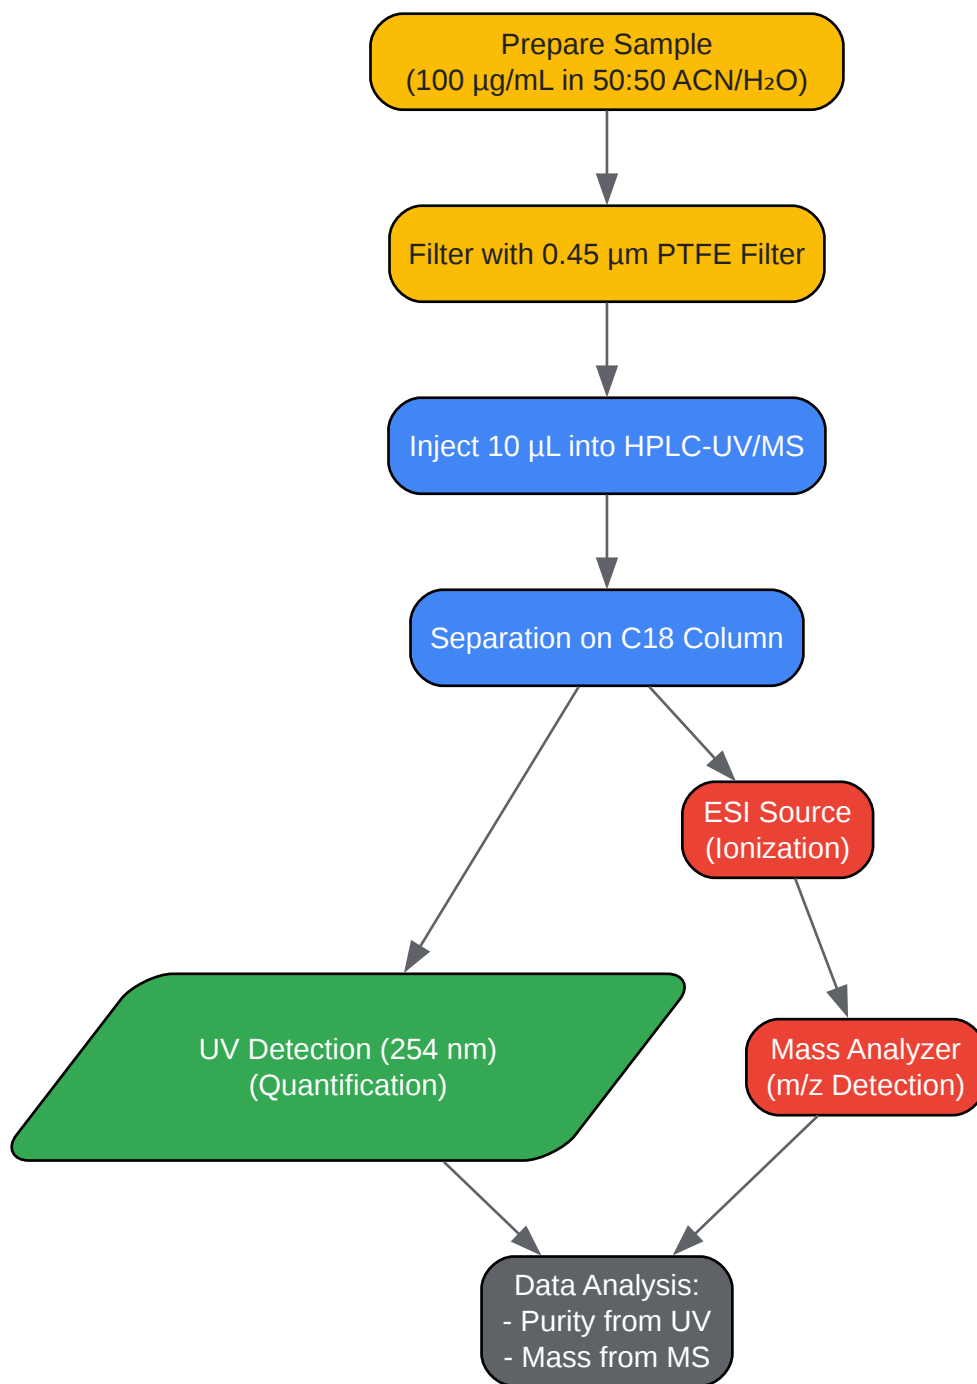 Prepare Sample
(100 µg/mL in 50:50 ACN/H₂O)
Filter with 0.45 µm PTFE Filter
Inject 10 µL into HPLC-UV/MS
Separation on C18 Column
ESI Source
(Ionization)
UV Detection (254 nm)
(Quantification)
Mass Analyzer
(m/z Detection)
Data Analysis:
- Purity from UV
- Mass from MS